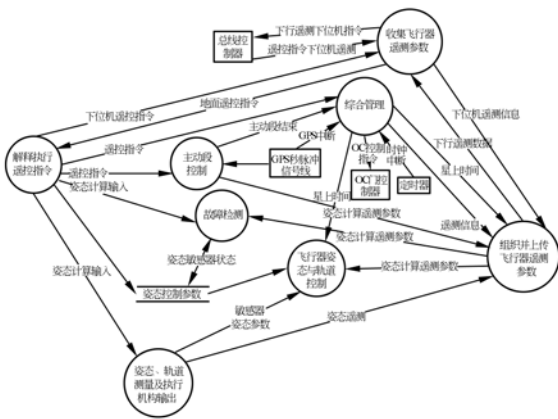 下行遥测下位机指令
总线控
制器
遥控指令下位机遥测
收集飞行器
遥测参数
下位机遥控指令
地面遥控指令
综合管理
下位机遥测信息
遥控指令
主动段结束
GPS中断
解释执行
遥控指令
遥控指令
主动段
控制
GPS秒脉冲
信号线
OC控制
指令
时钟
中断
下行遥测数据
OC门控
制器
定时器
星上时间
姿态计算输入
星上时间
故障检测
姿态计算遥测参数
遥测信息
姿态计算遥测参数
组织并上传
飞行器遥测
参数
姿态敏感器状态
姿态计算输入
飞行器姿
态与轨道
控制
姿态计算遥测参数
姿态控制参数
敏感器
姿态参数
姿态遥测
姿态、轨道
测量及执行
机构输出